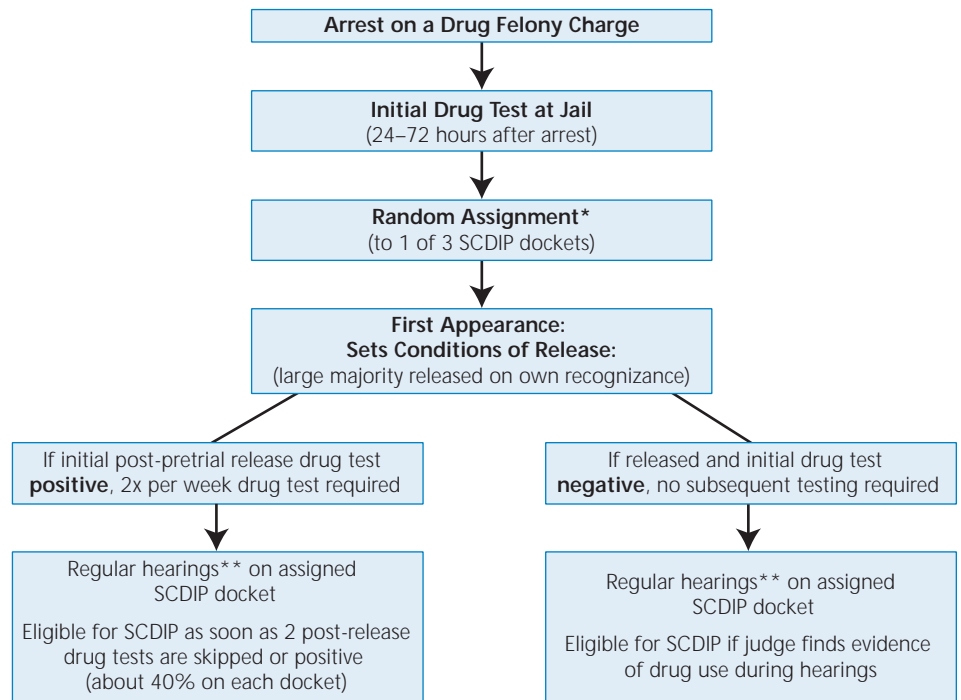 Arrest on a Drug Felony Charge
Initial Drug Test at Jail
(24–72 hours after arrest)
Random Assignment*
(to 1 of 3 SCDIP dockets)
First Appearance:
Sets Conditions of Release:
(large majority released on own recognizance)
If initial post-pretrial release drug test
positive, 2x per week drug test required
Regular hearings** on assigned
SCDIP docket
Eligible for SCDIP as soon as 2 post-release
drug tests are skipped or positive
(about 40% on each docket)
If released and initial drug test
negative, no subsequent testing required
Regular hearings** on assigned
SCDIP docket
Eligible for SCDIP if judge finds evidence
of drug use during hearings